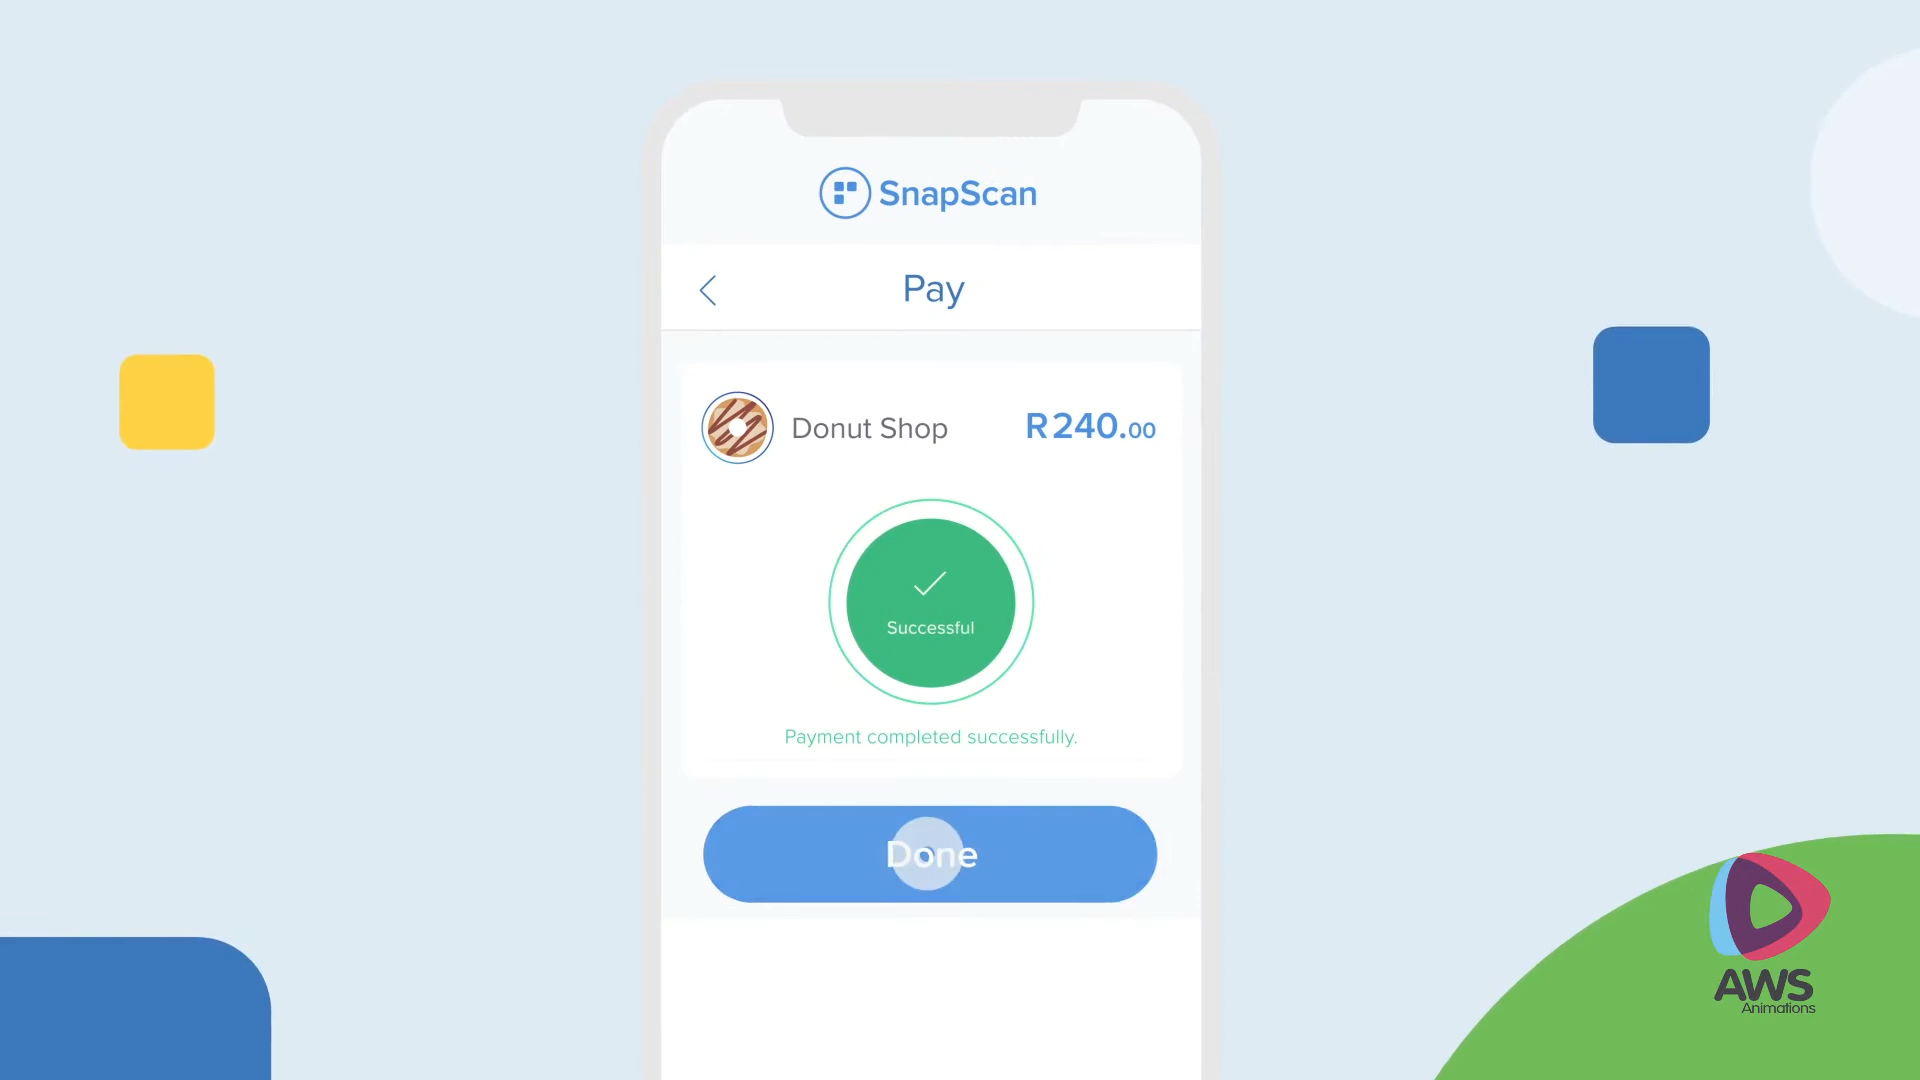 SnapScan
Pay
Donut Shop
R240.00
Successful
Payment completed successfully.
Done
AWS
Animations